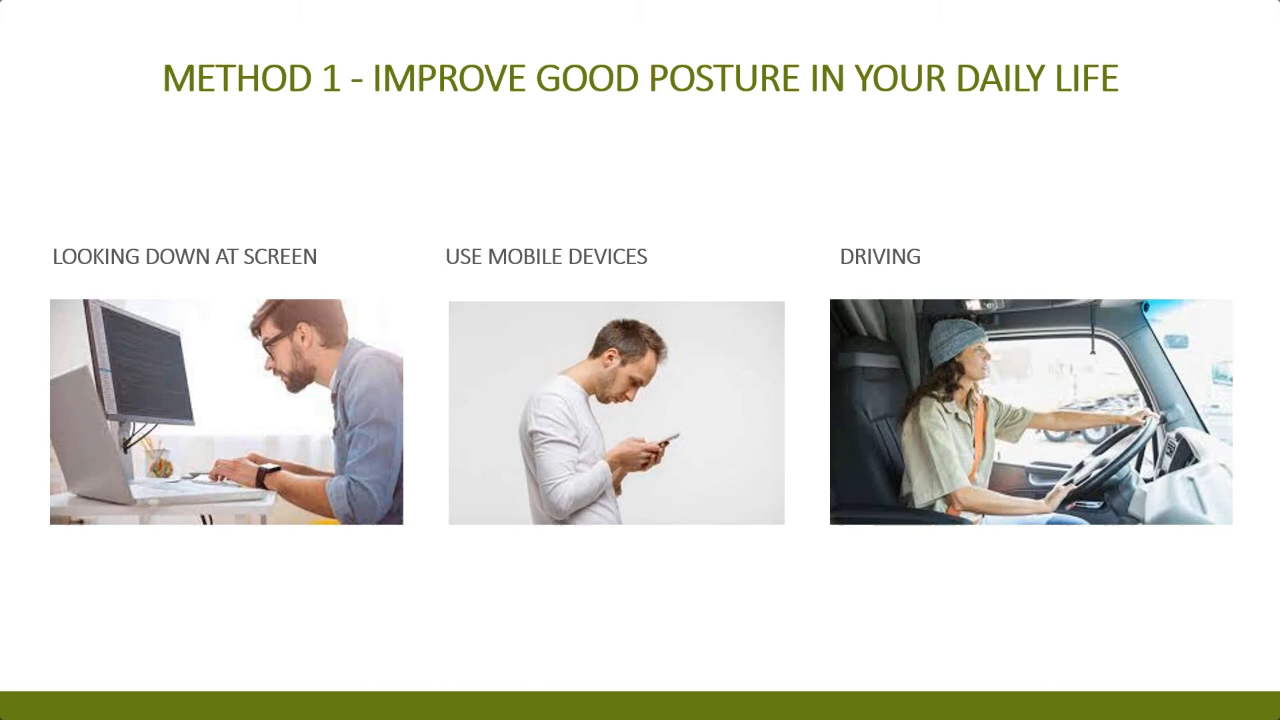 METHOD 1 - IMPROVE GOOD POSTURE IN YOUR DAILY LIFE
LOOKING DOWN AT SCREEN
USE MOBILE DEVICES
DRIVING